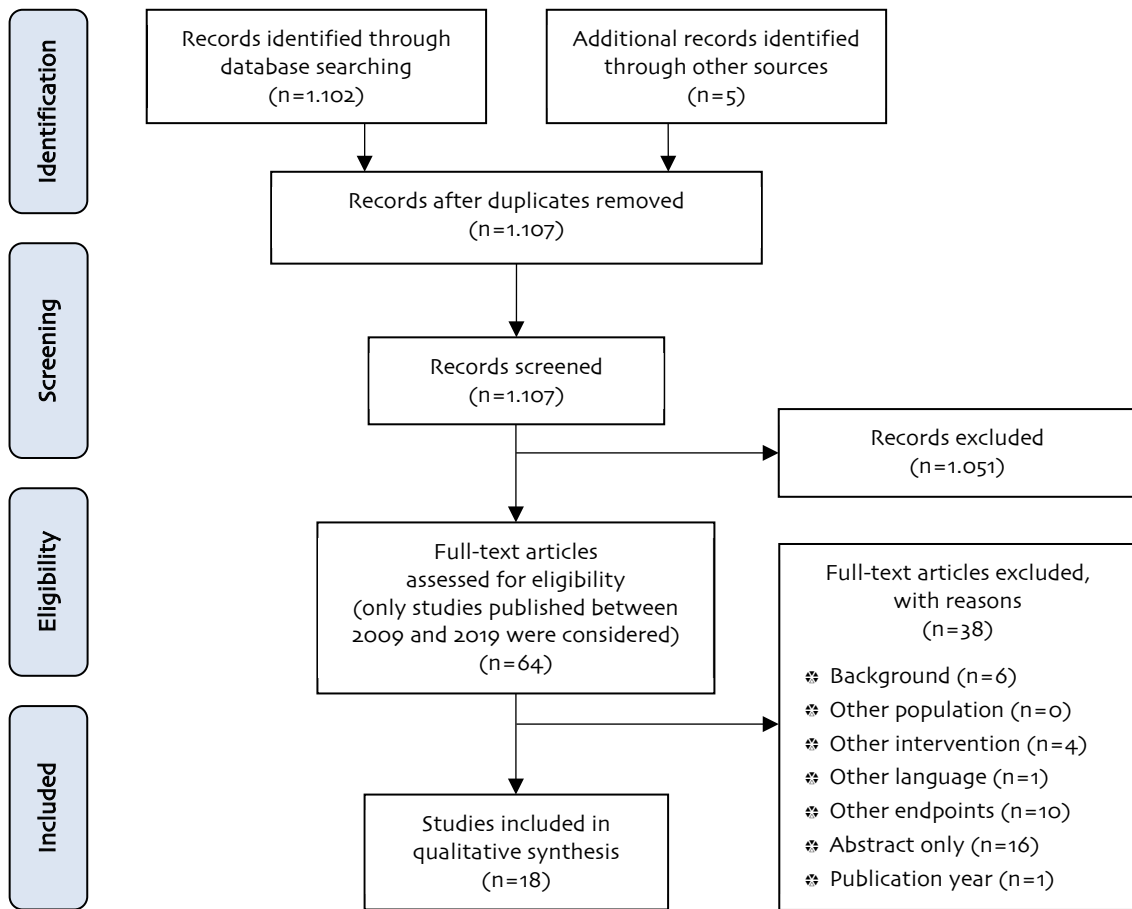 Identification
Records identified through
database searching
(n=1.102)
Additional records identified
through other sources
(n=5)
Records after duplicates removed
(n=1.107)
Screening
Records screened
(n=1.107)
Records excluded
(n=1.051)
Eligibility
Full-text articles
assessed for eligibility
(only studies published between
2009 and 2019 were considered)
(n=64)
Full-text articles excluded,
with reasons
(n=38)
Background (n=6)
Other population (n=0)
Other intervention (n=4)
Other language (n=1)
Other endpoints (n=10)
Abstract only (n=16)
Publication year (n=1)
Included
Studies included in
qualitative synthesis
(n=18)